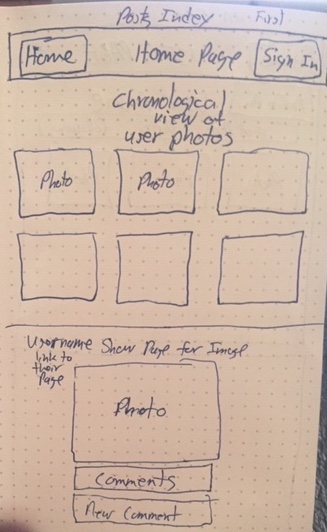 Posts Index First
Home Home Page Sign In
Chronological
view of
user photos
Photo Photo
Username Show Page for Image
link to
their
Page
Photo
Comments
New Comment